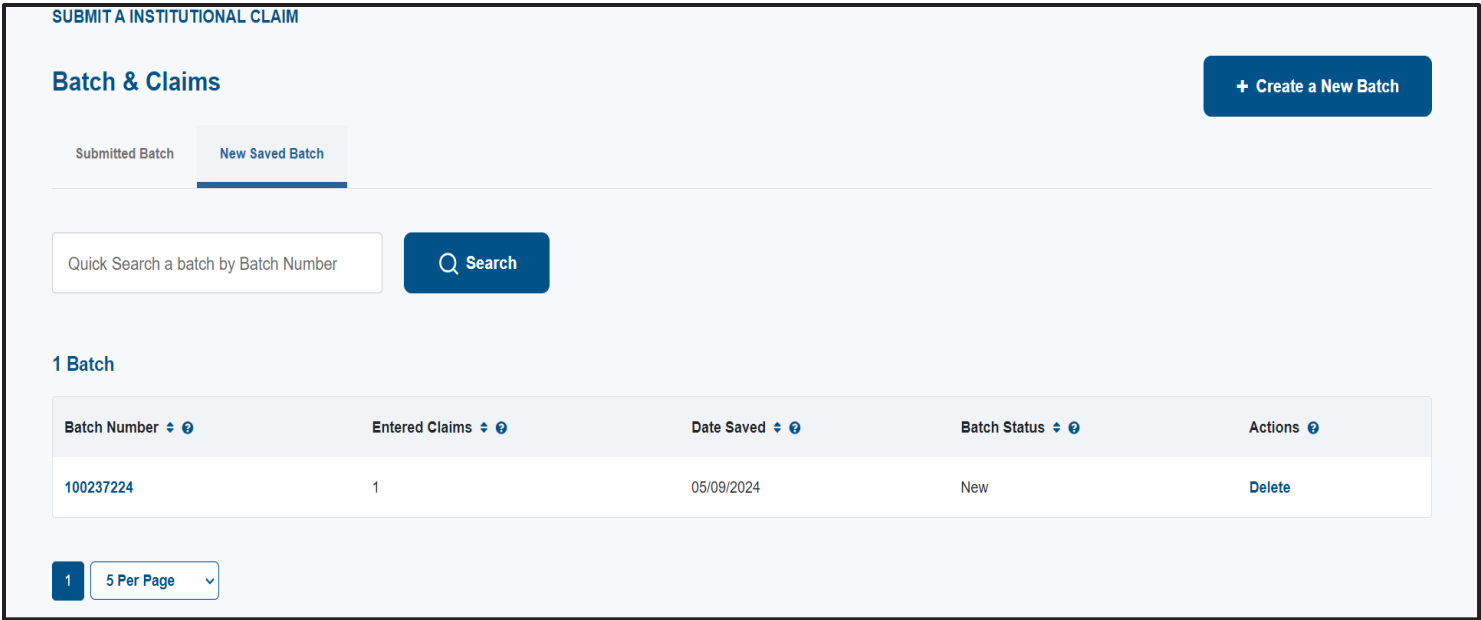 SUBMIT A INSTITUTIONAL CLAIM
Batch & Claims
+ Create a New Batch
Submitted Batch New Saved Batch
Quick Search a batch by Batch Number Search
1 Batch
Batch Number Entered Claims Date Saved Batch Status Actions
100237224 1 05/09/2024 New Delete
1 5 Per Page